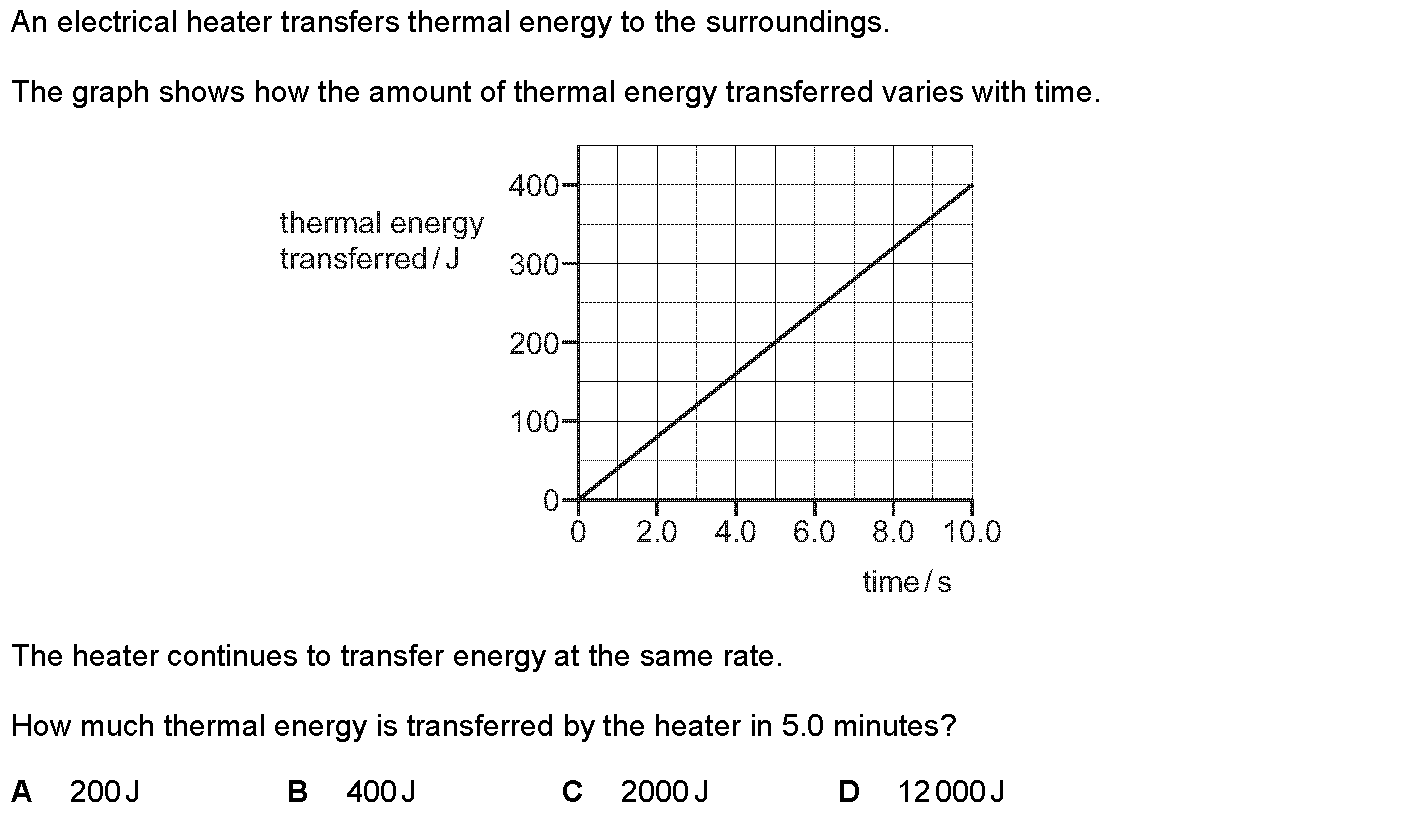 An electrical heater transfers thermal energy to the surroundings.
The graph shows how the amount of thermal energy transferred varies with time.
thermal energy
transferred / J
400
300
200
100
0
0 2.0 4.0 6.0 8.0 10.0
time / s
The heater continues to transfer energy at the same rate.
How much thermal energy is transferred by the heater in 5.0 minutes?
A 200 J B 400 J C 2000 J D 12 000 J